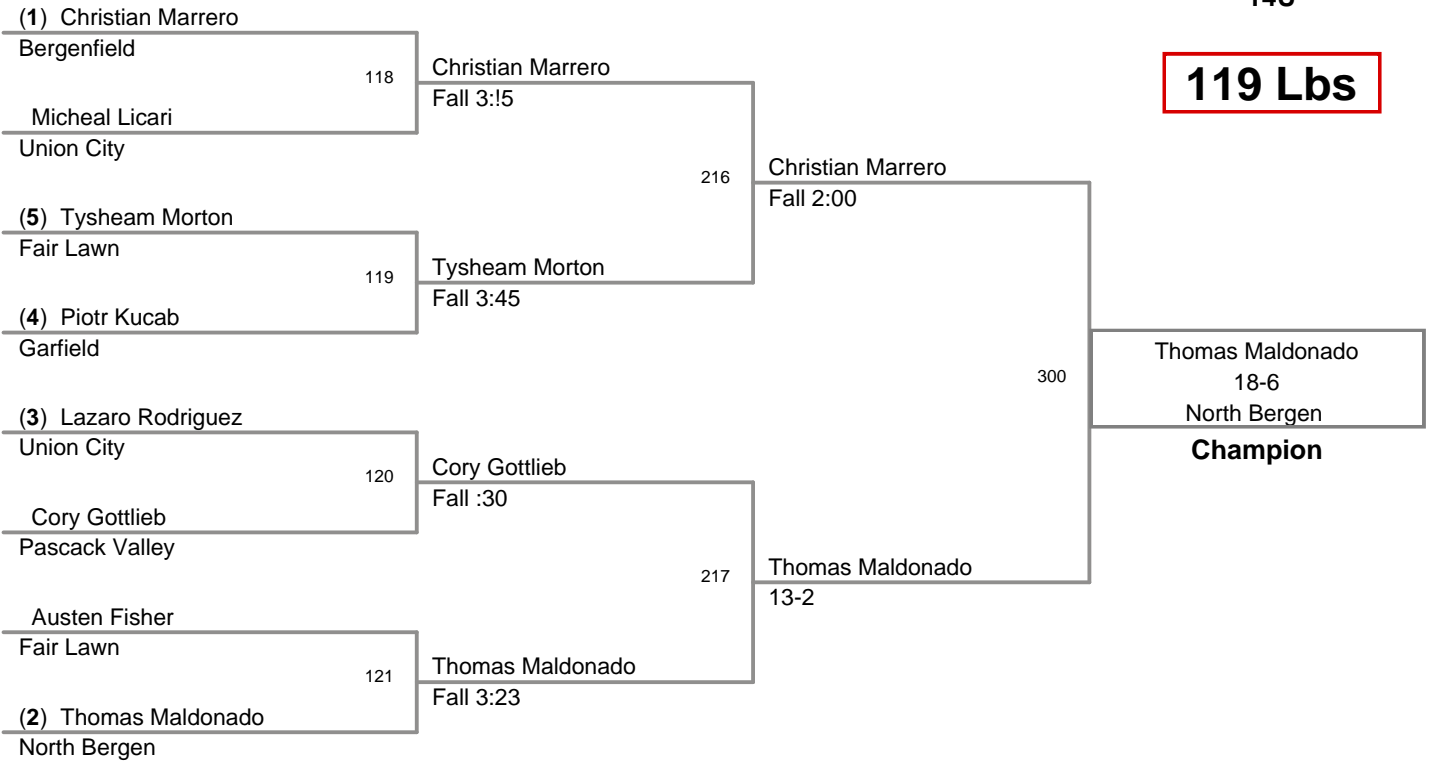 (1) Christian Marrero
Bergenfield
118
Micheal Licari
Union City
(5) Tysheam Morton
Fair Lawn
119
(4) Piotr Kucab
Garfield
(3) Lazaro Rodriguez
Union City
120
Cory Gottlieb
Pascack Valley
Austen Fisher
Fair Lawn
121
(2) Thomas Maldonado
North Bergen
Christian Marrero
Fall 3:!5
216
Tysheam Morton
Fall 3:45
Cory Gottlieb
Fall :30
217
Thomas Maldonado
Fall 3:23
Christian Marrero
Fall 2:00
300
Thomas Maldonado
13-2
119 Lbs
Thomas Maldonado
18-6
North Bergen
Champion